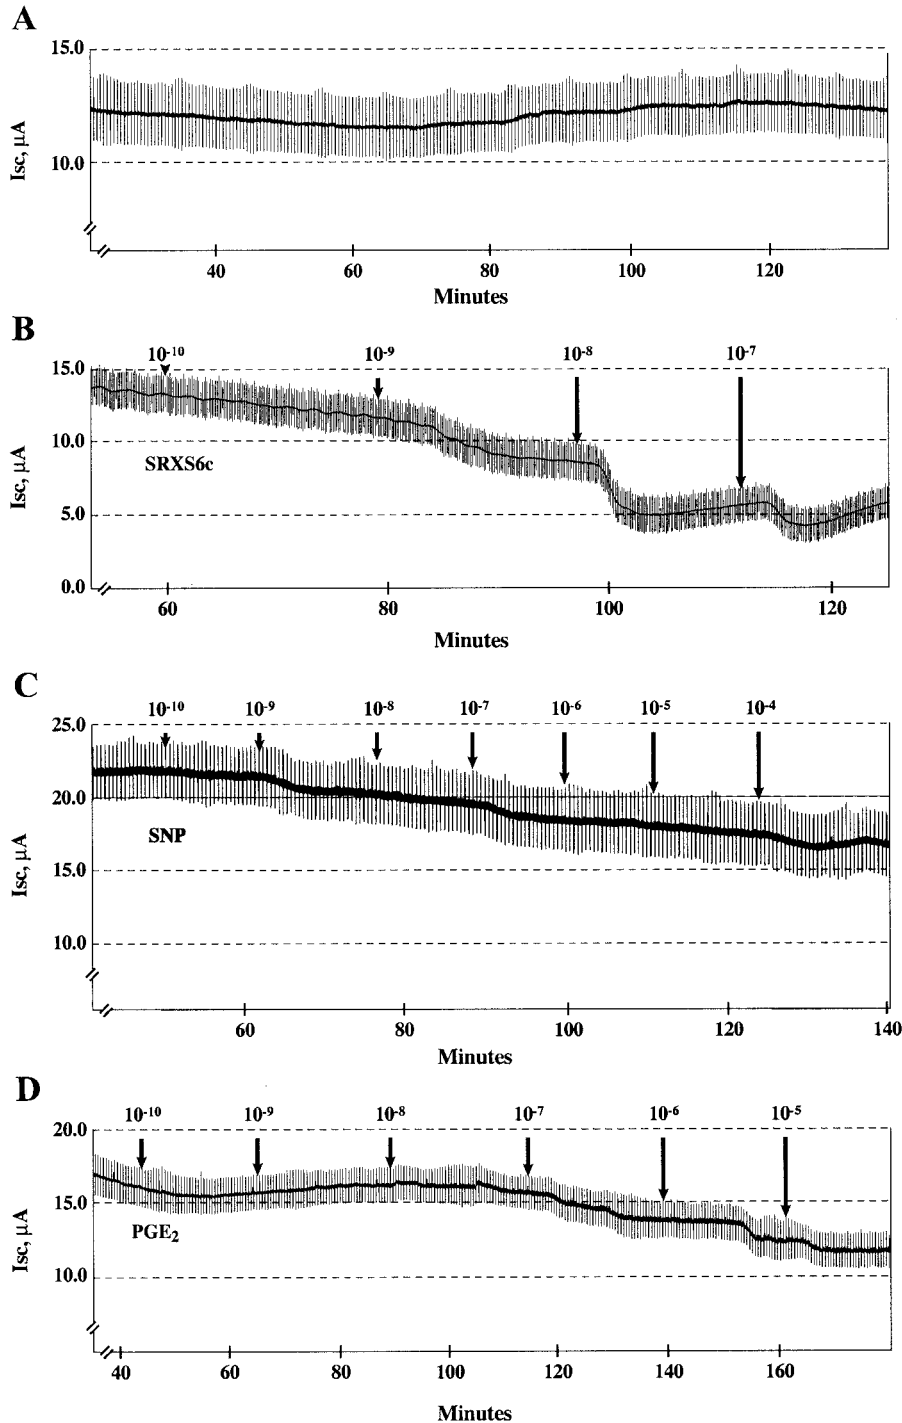 A
15.0
10.0
Isc, μA
40 60 80 100 120
Minutes
B
10⁻¹⁰ 10⁻⁹ 10⁻⁸ 10⁻⁷
15.0
10.0
5.0
0.0
Isc, μA
SRXS6c
60 80 100 120
Minutes
C
10⁻¹⁰ 10⁻⁹ 10⁻⁸ 10⁻⁷ 10⁻⁶ 10⁻⁵ 10⁻⁴
25.0
20.0
15.0
10.0
Isc, μA
SNP
60 80 100 120 140
Minutes
D
10⁻¹⁰ 10⁻⁹ 10⁻⁸ 10⁻⁷ 10⁻⁶ 10⁻⁵
20.0
15.0
10.0
Isc, μA
PGE₂
40 60 80 100 120 140 160
Minutes